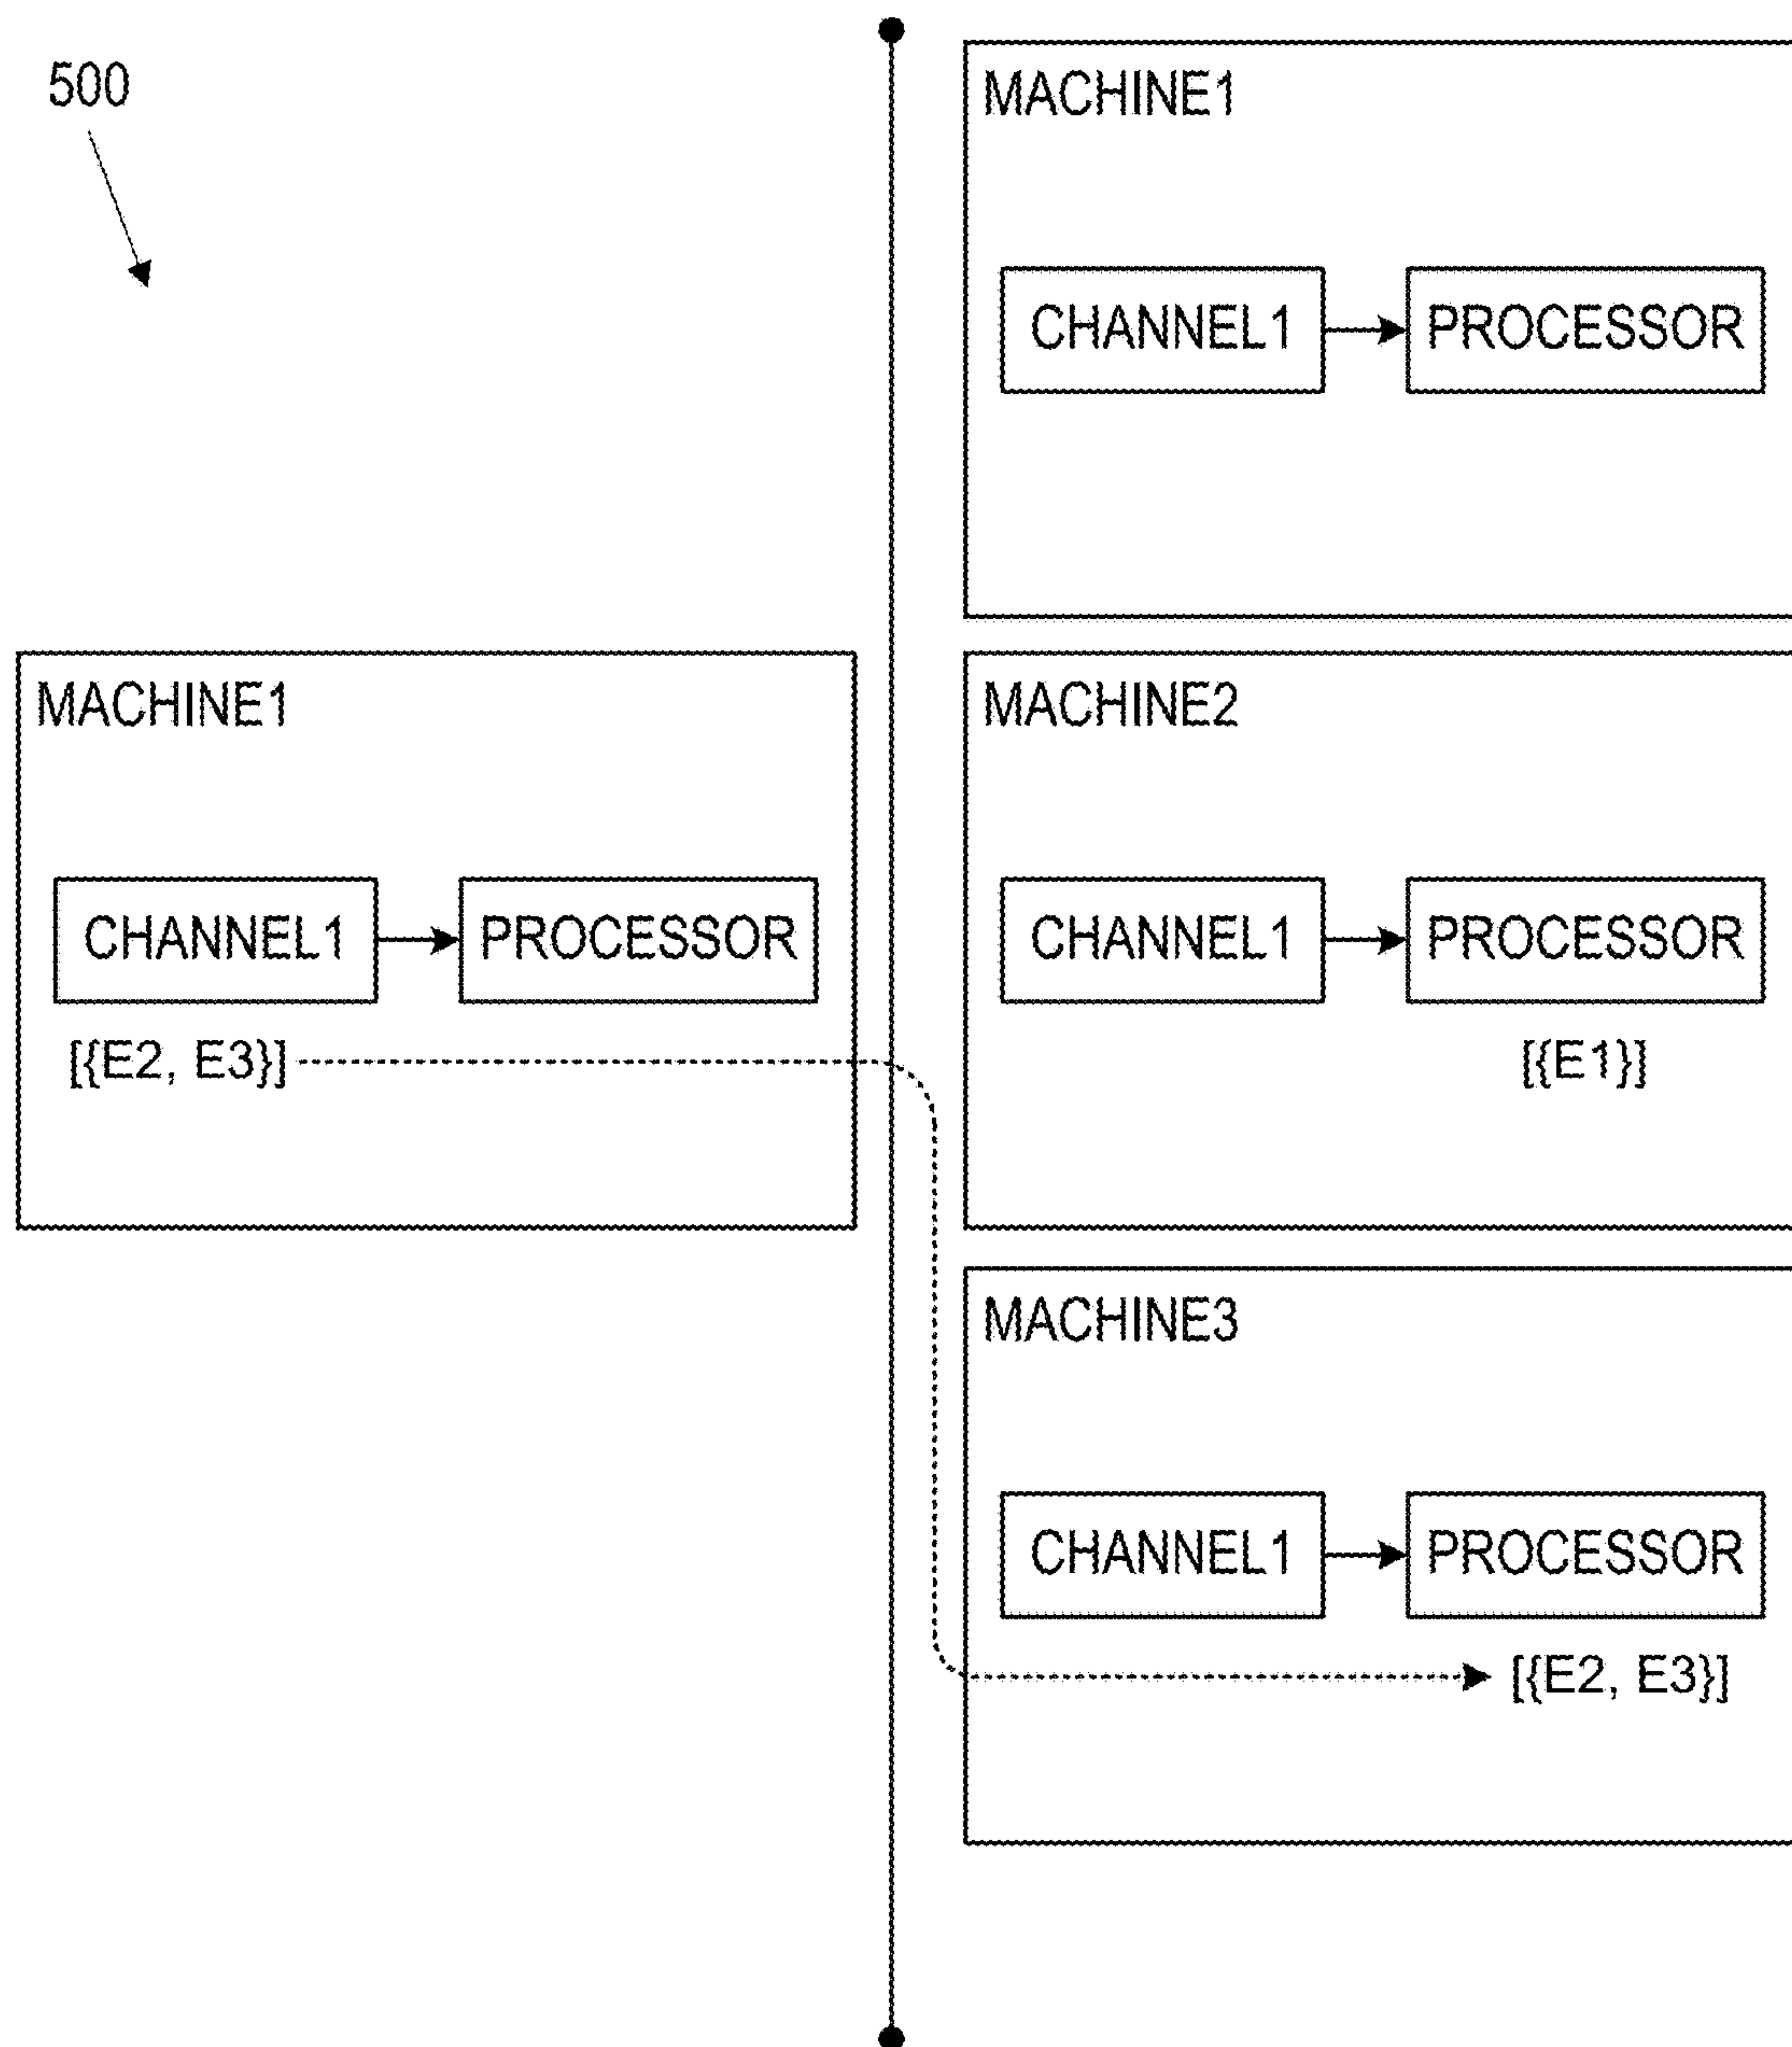 500
MACHINE1
CHANNEL1
PROCESSOR
[{E2, E3}]
MACHINE1
CHANNEL1
PROCESSOR
MACHINE2
CHANNEL1
PROCESSOR
[{E1}]
MACHINE3
CHANNEL1
PROCESSOR
[{E2, E3}]